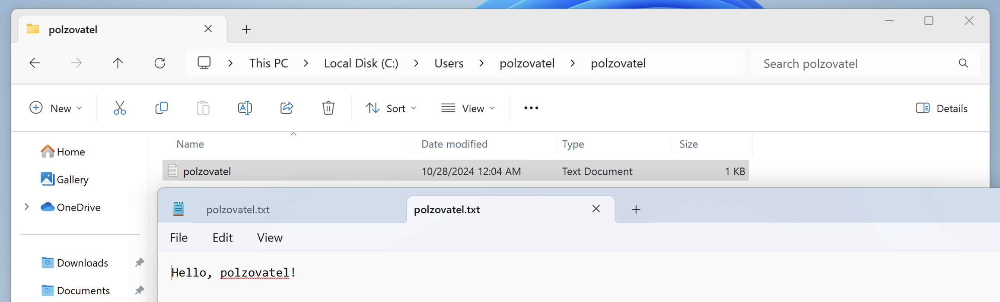 polzovatel
This PC Local Disk (C:) Users polzovatel polzovatel
Search polzovatel
New
Sort
View
Details
Name Date modified Type Size
polzovatel 10/28/2024 12:04 AM Text Document 1 KB
Home
Gallery
OneDrive
Downloads
Documents
polzovatel.txt
polzovatel.txt
File Edit View
Hello, polzovatel!